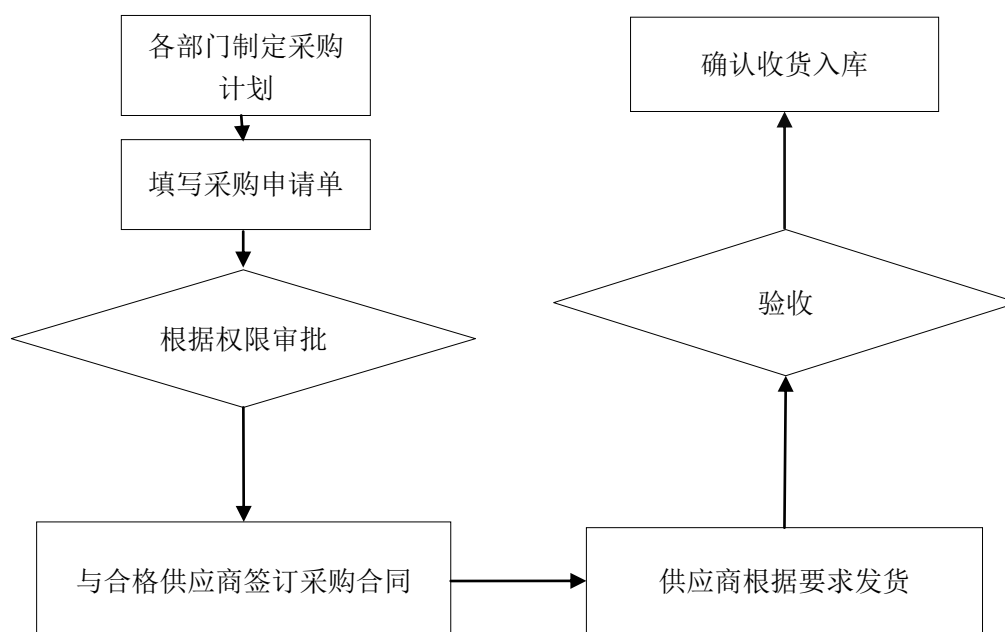 各部门制定采购
计划
填写采购申请单
根据权限审批
与合格供应商签订采购合同
供应商根据要求发货
验收
确认收货入库